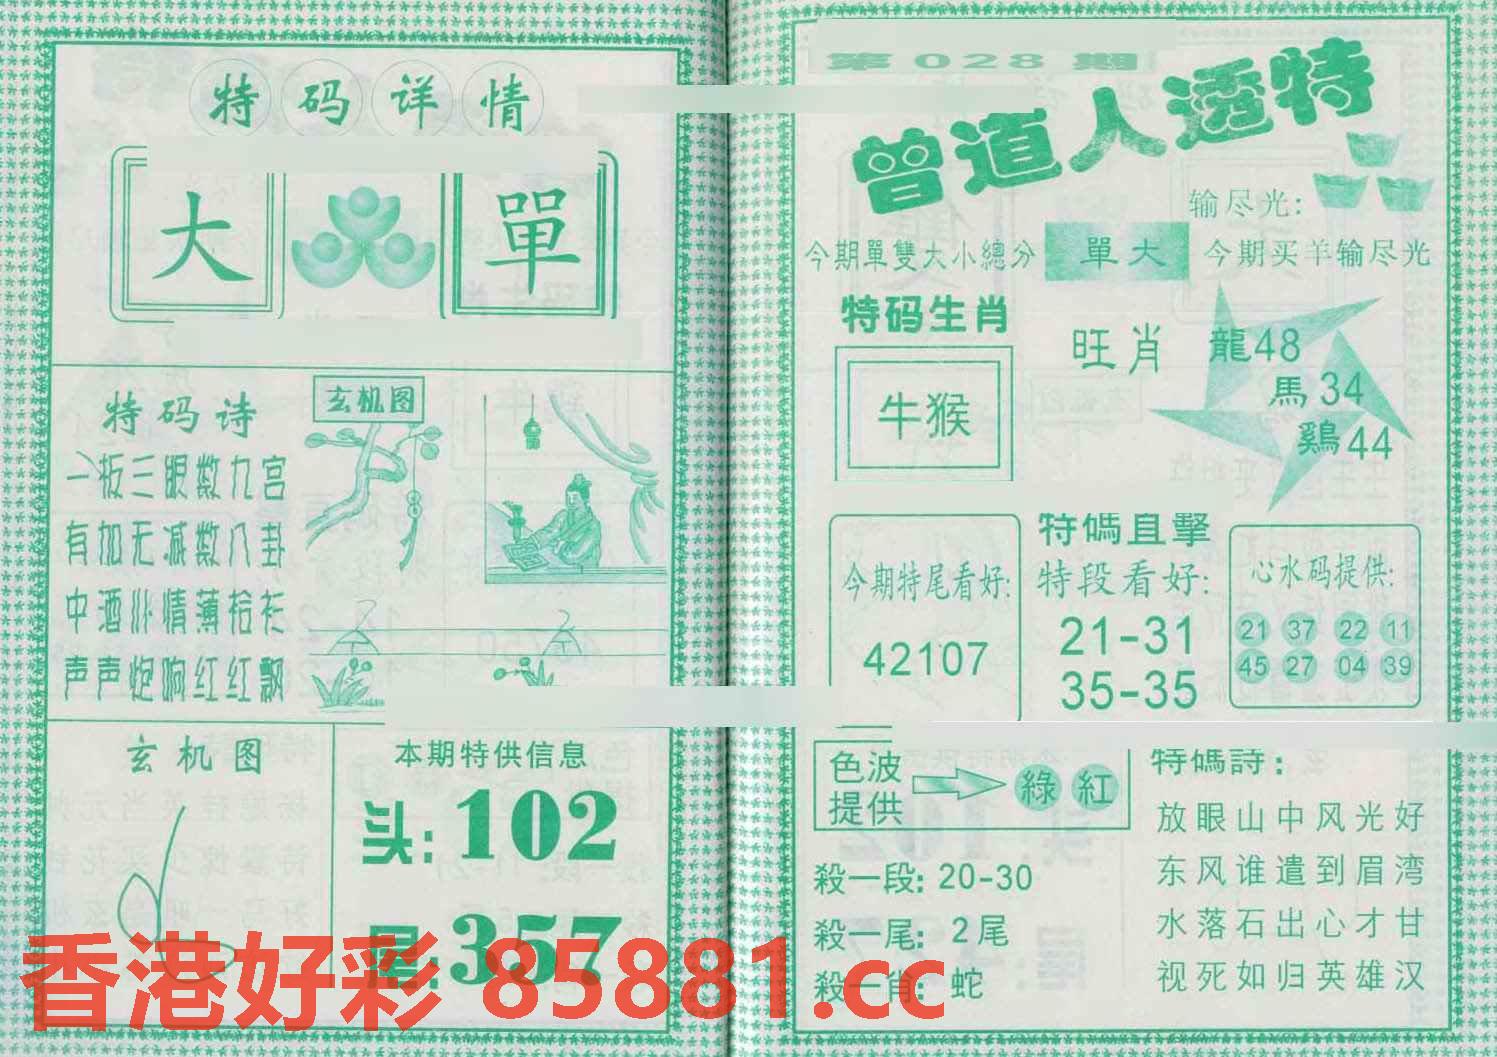 特码详情
大 單
特码诗
一板三眼数九宫
有加无减数八卦
中酒 情薄拾衫
声声炮响红红飘
玄机图
玄机图
本期特供信息
头:102
尾:357
第028期
曾道人透特
输尽光:
今期單雙大小總分 單大 今期买羊输尽光
特码生肖
牛猴
旺肖
龍48
馬34
鷄44
今期特尾看好:
42107
特碼直擊
特段看好:
21-31
35-35
心水码提供:
21 37 22 11
45 27 04 39
色波提供 綠 紅
殺一段: 20-30
殺一尾: 2尾
殺一肖: 蛇
特碼詩:
放眼山中风光好
东风谁遣到眉湾
水落石出心才甘
视死如归英雄汉
香港好彩 85881.cc